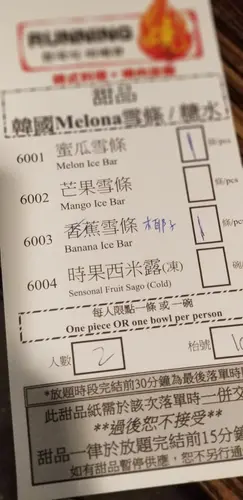 RUNNING
甜品
韓國Melona雪條 / 糖水
6001 蜜瓜雪條 1 條/pcs
Melon Ice Bar
6002 芒果雪條 條/pcs
Mango Ice Bar
6003 香蕉雪條 椰子 1 條/pcs
Banana Ice Bar
6004 時果西米露(凍) 碗/
Sensonal Fruit Sago (Cold)
每人限點一條 或 一碗
One piece OR one bowl per person
人數 2 枱號
*放題時段完結前30分鐘為最後落單時
此甜品紙需於該次落單時一併交
**過後恕不接受**
甜品一律於放題完結前15分鐘
如有甜品暫停供應，恕不另行通